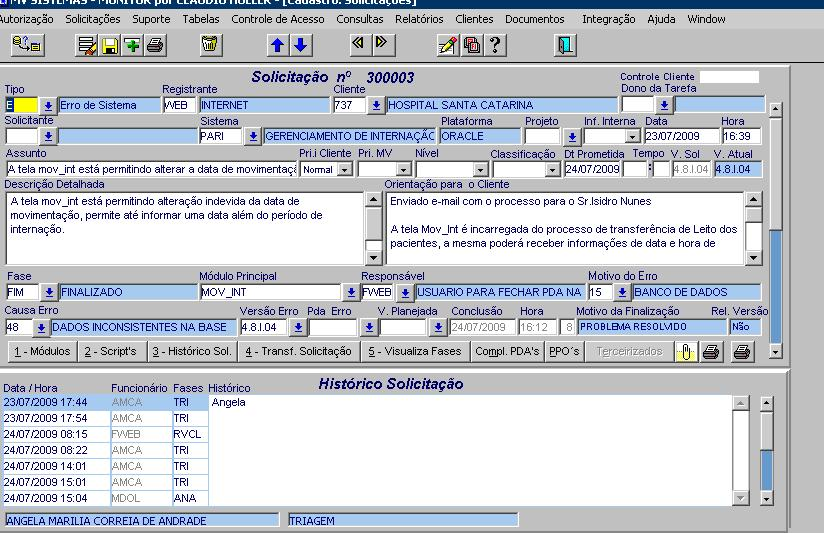 MV SISTEMAS - MONITOR por CLAUDIO HOLLR - [Cadastro: Solicitações]
Autorização Solicitações Suporte Tabelas Controle de Acesso Consultas Relatórios Clientes Documentos Integração Ajuda Window
Solicitação nº 300003
Controle Cliente
Tipo Registrante Cliente Dono da Tarefa
E Erro de Sistema WEB INTERNET 737 HOSPITAL SANTA CATARINA
Solicitante Sistema Plataforma Projeto Inf. Interna Data Hora
PARI GERENCIAMENTO DE INTERNAÇÃO ORACLE 23/07/2009 16:39
Assunto Pri.i Cliente Pri. MV Nível Classificação Dt Prometida Tempo V. Sol V. Atual
A tela mov_int está permitindo alterar a data de movimentaçã Normal 24/07/2009 : 4.8.I.04 4.8.I.04
Descrição Detalhada Orientação para o Cliente
A tela mov_int está permitindo alteração indevida da data de
movimentação, permite até informar uma data além do período de
internação.
Enviado e-mail com o processo para o Sr.Isidro Nunes
A tela Mov_Int é incarregada do processo de transferência de Leito dos
pacientes, a mesma poderá receber informações de data e hora de
Fase Módulo Principal Responsável Motivo do Erro
FIM FINALIZADO MOV_INT FWEB USUARIO PARA FECHAR PDA NA 15 BANCO DE DADOS
Causa Erro Versão Erro Pda Erro V. Planejada Conclusão Hora Motivo da Finalização Rel. Versão
48 DADOS INCONSISTENTES NA BASE 4.8.I.04 24/07/2009 16:12 8 PROBLEMA RESOLVIDO Não
1 - Módulos 2 - Script's 3 - Histórico Sol. 4 - Transf. Solicitação 5 - Visualiza Fases Compl. PDA's PPO´s Terceirizados
Histórico Solicitação
Data / Hora Funcionário Fases Histórico
23/07/2009 17:44 AMCA TRI Angela
23/07/2009 17:54 AMCA TRI
24/07/2009 08:15 FWEB RVCL
24/07/2009 08:22 AMCA TRI
24/07/2009 14:01 AMCA TRI
24/07/2009 15:01 AMCA TRI
24/07/2009 15:04 MDOL ANA
ANGELA MARILIA CORREIA DE ANDRADE TRIAGEM